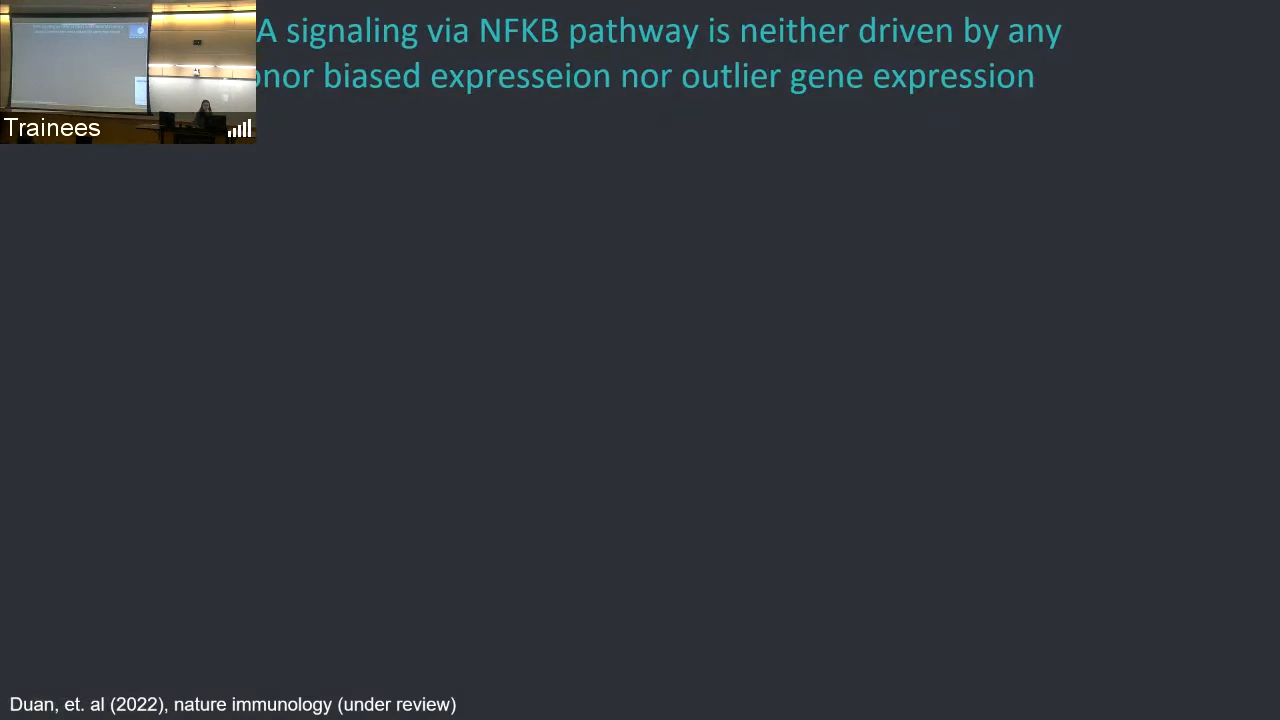 A signaling via NFKB pathway is neither driven by any
onor biased expresseion nor outlier gene expression
Trainees
Duan, et. al (2022), nature immunology (under review)